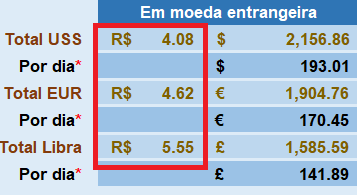 Em moeda entrangeira
Total USS R$ 4.08 $ 2,156.86
Por dia* $ 193.01
Total EUR R$ 4.62 € 1,904.76
Por dia* € 170.45
Total Libra R$ 5.55 £ 1,585.59
Por dia* £ 141.89